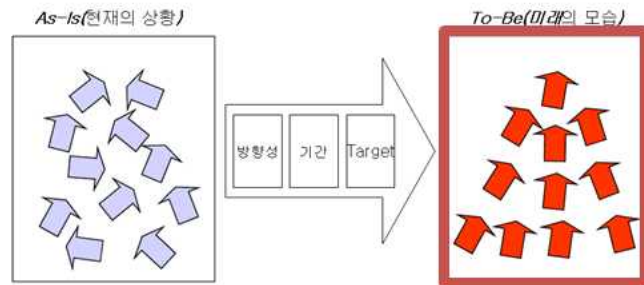 As-Is(현재의 상황)
To-Be(미래의 모습)
방향성
기간
Target